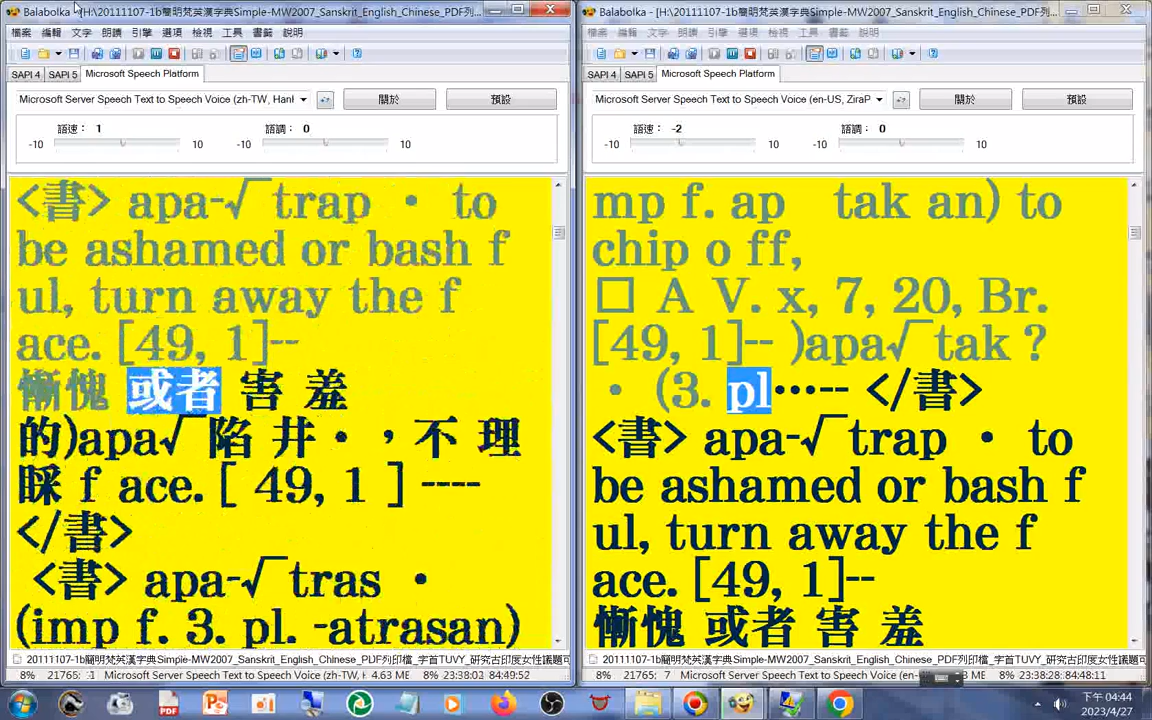 Balabolka - [H:\20111107-1b簡明梵英漢字典Simple-MW2007_Sanskrit_English_Chinese_PDF列...
檔案 編輯 文字 朗讀 引擎 選項 檢視 工具 書籤 說明
SAPI 4 SAPI 5 Microsoft Speech Platform
Microsoft Server Speech Text to Speech Voice (zh-TW, Hanl
關於 預設
語速： 1 語調： 0
-10 10 -10 10
<書> apa-√trap • to
be ashamed or bash f
ul, turn away the f
ace. [49, 1]--
慚愧 或者 害 羞
的)apa√ 陷 井•，不 理
睬 f ace. [ 49, 1 ] ----
</書>
<書> apa-√tras •
(imp f. 3. pl. -atrasan)
20111107-1b簡明梵英漢字典Simple-MW2007_Sanskrit_English_Chinese_PDF列印檔_字首TUVY_研究古印度女性議題可
8% 21765: :1 Microsoft Server Speech Text to Speech Voice (zh-TW, H 4.63 ME 8% 23:38:01 84:49:52
Balabolka - [H:\20111107-1b簡明梵英漢字典Simple-MW2007_Sanskrit_English_Chinese_PDF列...
檔案 編輯 文字 朗讀 引擎 選項 檢視 工具 書籤 說明
SAPI 4 SAPI 5 Microsoft Speech Platform
Microsoft Server Speech Text to Speech Voice (en-US, ZiraP
關於 預設
語速： -2 語調： 0
-10 10 -10 10
mp f. ap tak an) to
chip o ff,
□ A V. x, 7, 20, Br.
[49, 1]-- )apa√tak ?
• (3. pl…-- </書>
<書> apa-√trap • to
be ashamed or bash f
ul, turn away the f
ace. [49, 1]--
慚愧 或者 害 羞
20111107-1b簡明梵英漢字典Simple-MW2007_Sanskrit_English_Chinese_PDF列印檔_字首TUVY_研究古印度女性議題可
8% 21765: 7 Microsoft Server Speech Text to Speech Voice (en-US 8% 23:38:28 84:48:11
下午 04:44
2023/4/27